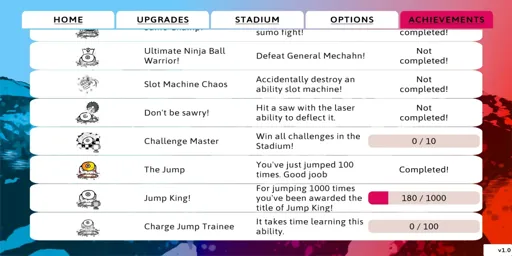 HOME UPGRADES STADIUM OPTIONS ACHIEVEMENTS
sumo fight! completed!
Ultimate Ninja Ball Warrior! Defeat General Mechahn! Not completed!
Slot Machine Chaos Accidentally destroy an ability slot machine! Not completed!
Don't be sawry! Hit a saw with the laser ability to deflect it. Not completed!
Challenge Master Win all challenges in the Stadium! 0 / 10
The Jump You've just jumped 100 times. Good joob Completed!
Jump King! For jumping 1000 times you've been awarded the title of Jump King! 180 / 1000
Charge Jump Trainee It takes time learning this ability. 0 / 100
v1.0